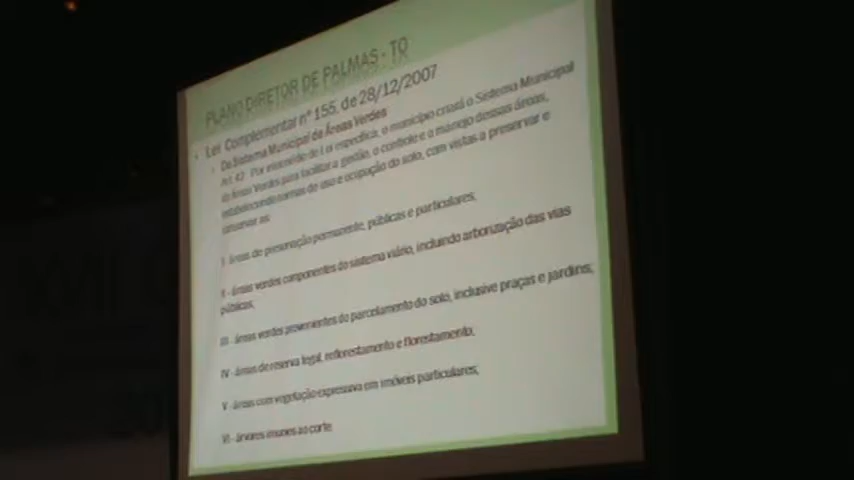 PLANO DIRETOR DE PALMAS - TO
• Lei Complementar nº 155, de 28/12/2007
Do Sistema Municipal de Áreas Verdes
Art. 43 Por intermédio de Lei específica, o município criará o Sistema Municipal
de Áreas Verdes para facilitar a gestão, o controle e o manejo dessas áreas,
estabelecendo normas de uso e ocupação do solo, com vistas a preservar e
conservar as:
I - áreas de preservação permanente, públicas e particulares;
II - áreas verdes componentes do sistema viário, incluindo arborização das vias
públicas;
III - áreas verdes provenientes do parcelamento do solo, inclusive praças e jardins;
IV - áreas de reserva legal, reflorestamento e florestamento;
V - áreas com vegetação expressiva em imóveis particulares;
VI - árvores imunes ao corte.